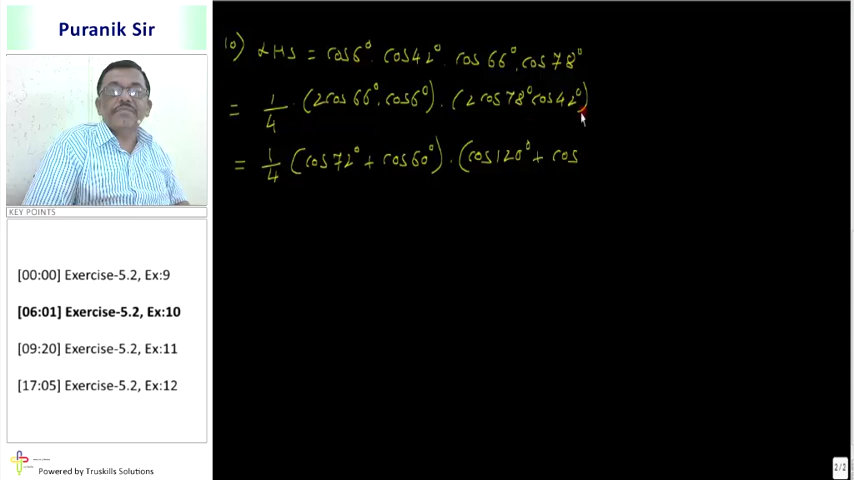 Puranik Sir
KEY POINTS
[00:00] Exercise-5.2, Ex:9
[06:01] Exercise-5.2, Ex:10
[09:20] Exercise-5.2, Ex:11
[17:05] Exercise-5.2, Ex:12
Powered by Truskills Solutions
10) LHS = cos6° . cos42° . cos66° . cos78°
= 1/4 . (2cos66° . cos6°) . (2cos78° cos42°)
= 1/4 (cos72° + cos60°) . (cos120° + cos
2/2